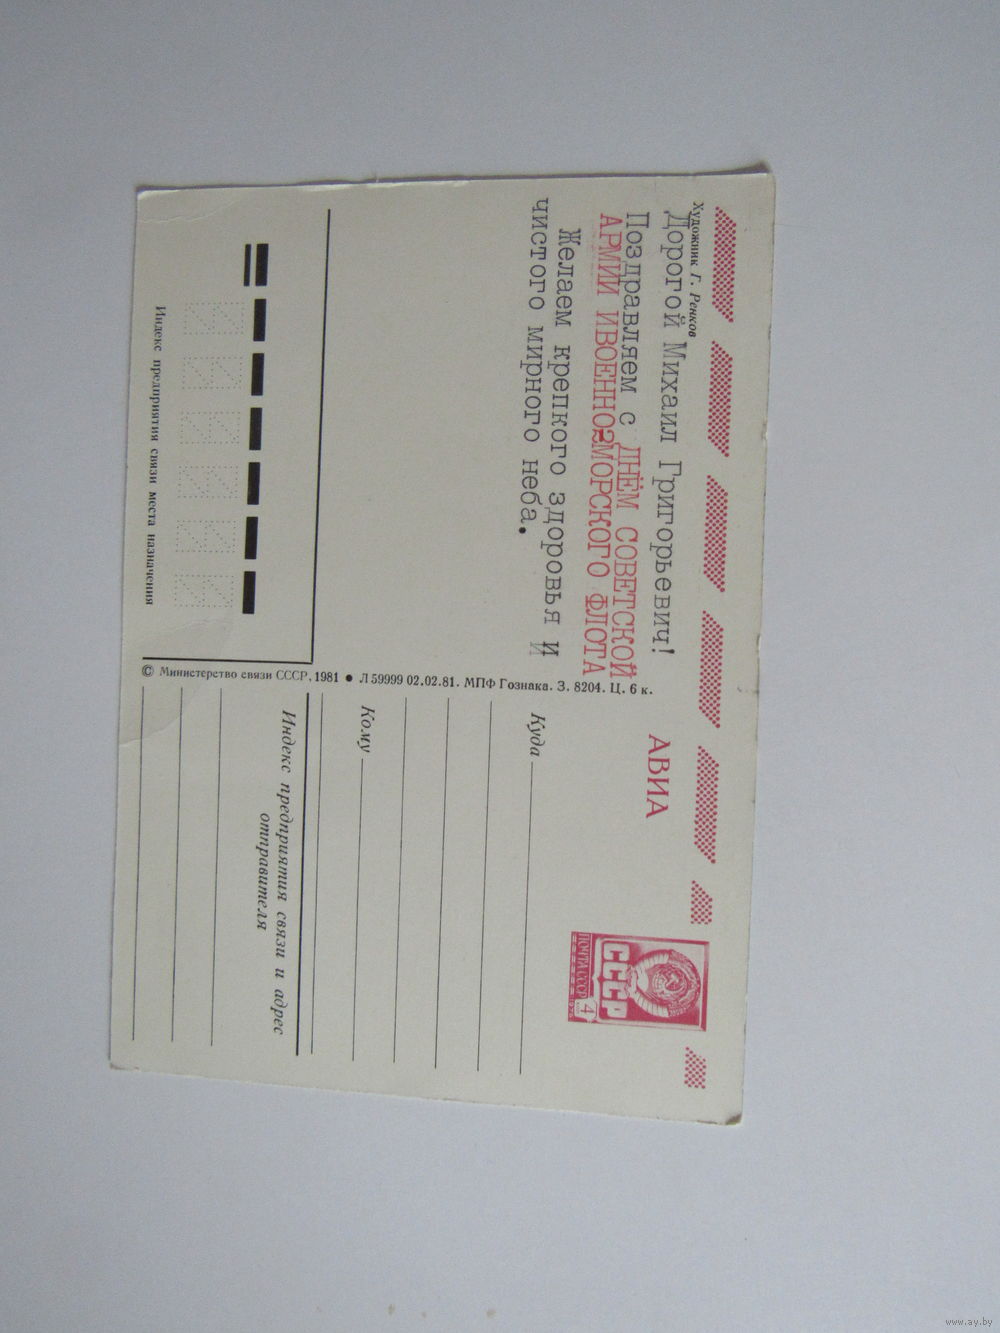 Художник Г. Ренков
Дорогой Михаил Григорьевич!
Поздравляем с ДНЁМ СОВЕТСКОЙ
АРМИИ ИВОЕННО-МОРСКОГО ФЛОТА
Желаем крепкого здоровья И
чистого мирного неба.
Индекс предприятия связи места назначения
© Министерство связи СССР, 1981 ● Л 59999 02.02.81. МПФ Гознака. З. 8204. Ц. 6 к.
АВИА
СССР
ПОЧТА СССР
4
Куда
Кому
Индекс предприятия связи и адрес
отправителя
www.ay.by